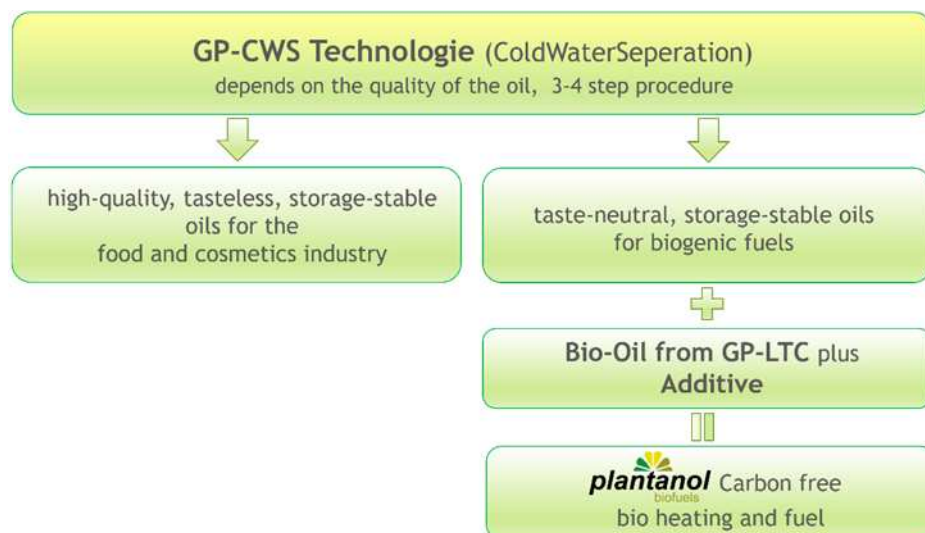 GP-CWS Technologie (ColdWaterSeperation)
depends on the quality of the oil, 3-4 step procedure
high-quality, tasteless, storage-stable
oils for the
food and cosmetics industry
taste-neutral, storage-stable oils
for biogenic fuels
Bio-Oil from GP-LTC plus
Additive
plantanol Carbon free
biofuels
bio heating and fuel